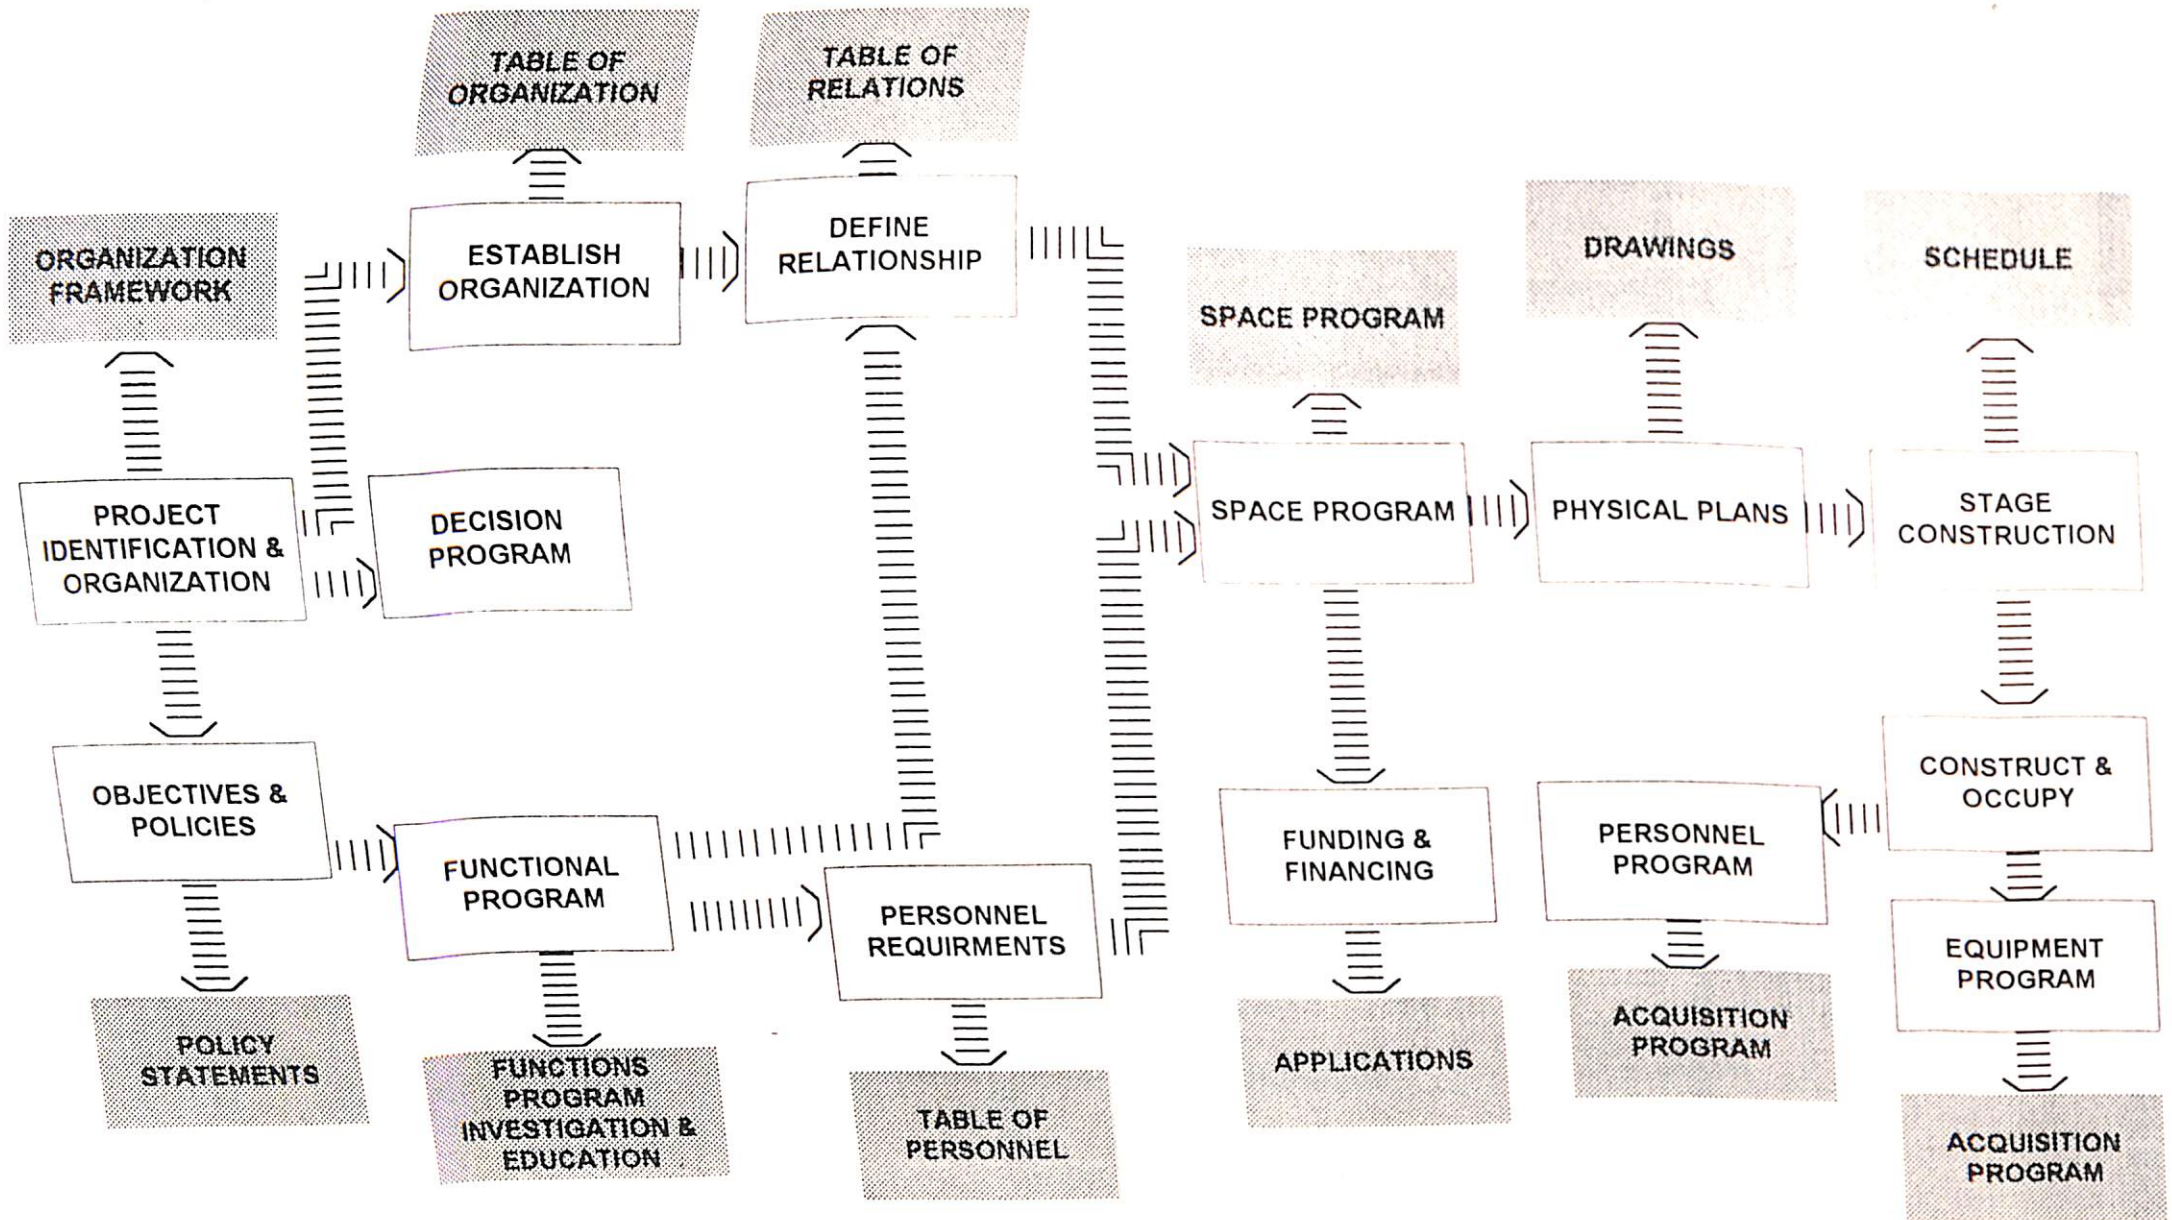 TABLE OF
ORGANIZATION
TABLE OF
RELATIONS
ORGANIZATION
FRAMEWORK
ESTABLISH
ORGANIZATION
DEFINE
RELATIONSHIP
SPACE PROGRAM
DRAWINGS
SCHEDULE
PROJECT
IDENTIFICATION &
ORGANIZATION
DECISION
PROGRAM
SPACE PROGRAM
PHYSICAL PLANS
STAGE
CONSTRUCTION
OBJECTIVES &
POLICIES
FUNCTIONAL
PROGRAM
PERSONNEL
REQUIRMENTS
FUNDING &
FINANCING
PERSONNEL
PROGRAM
CONSTRUCT &
OCCUPY
EQUIPMENT
PROGRAM
POLICY
STATEMENTS
FUNCTIONS
PROGRAM
INVESTIGATION &
EDUCATION
TABLE OF
PERSONNEL
APPLICATIONS
ACQUISITION
PROGRAM
ACQUISITION
PROGRAM